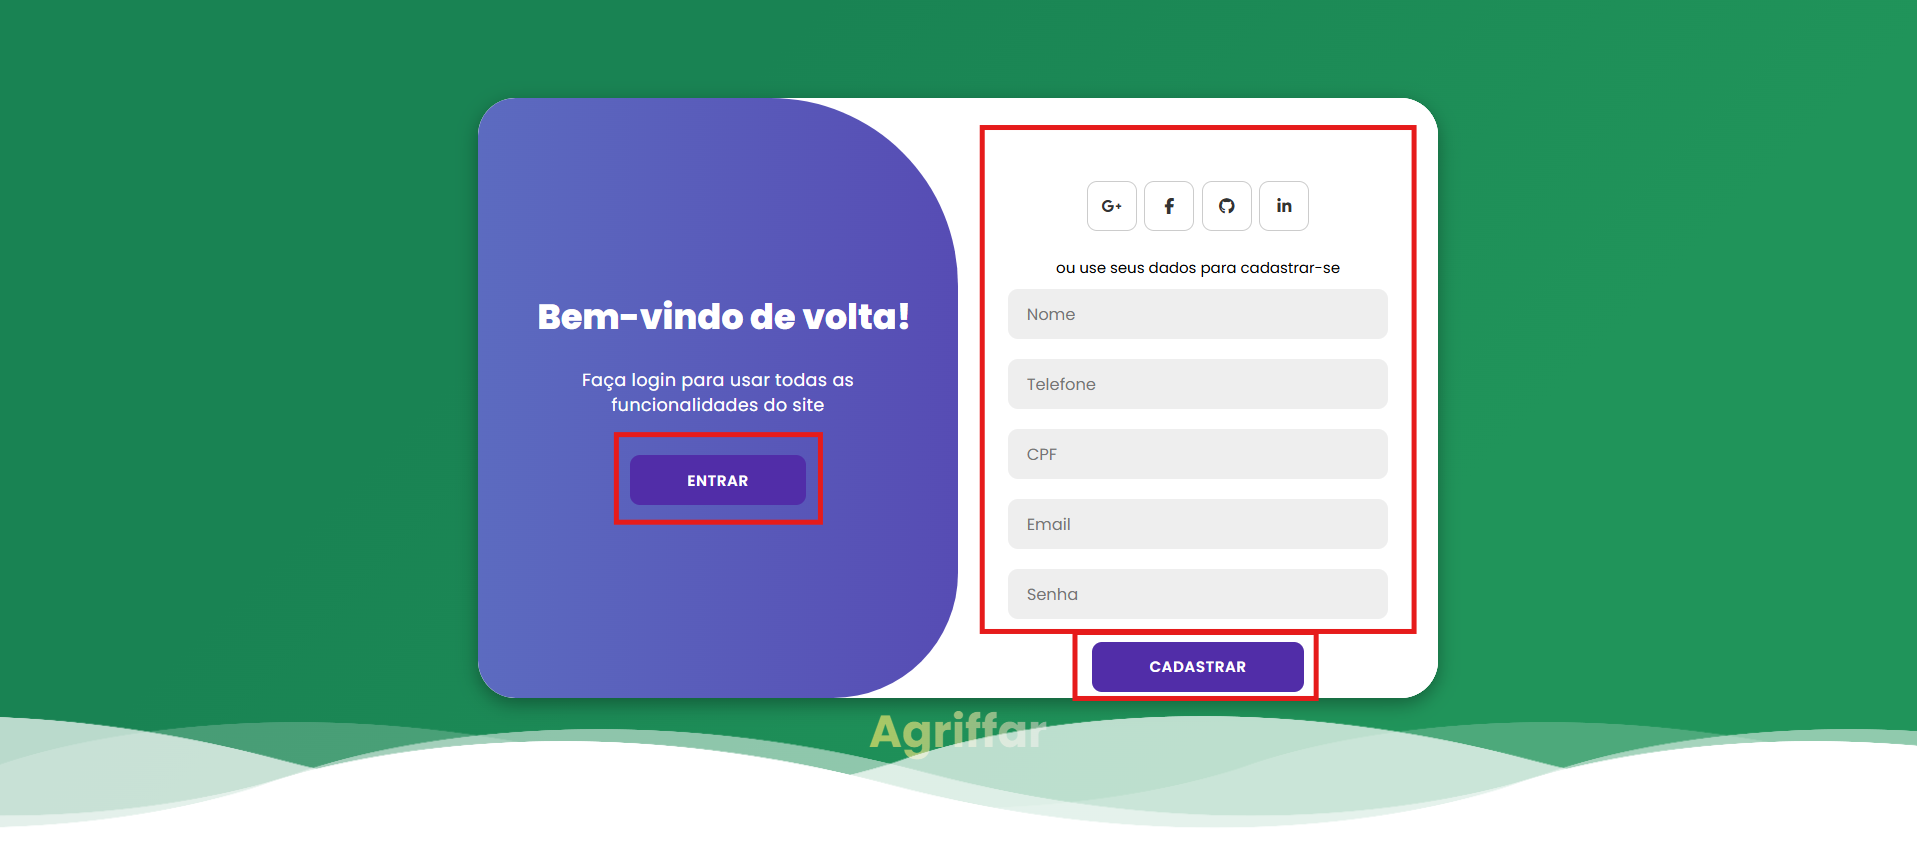 Bem-vindo de volta!
Faça login para usar todas as
funcionalidades do site
ENTRAR
G+
f
in
ou use seus dados para cadastrar-se
Nome
Telefone
CPF
Email
Senha
CADASTRAR
Agriffar